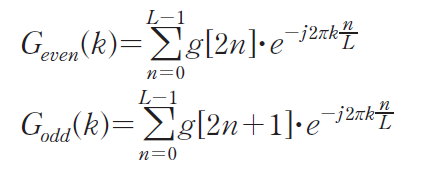 G_even(k)=∑_{n=0}^{L−1} g[2n]·e^{−j2πk n/L}
G_odd(k)=∑_{n=0}^{L−1} g[2n+1]·e^{−j2πk n/L}